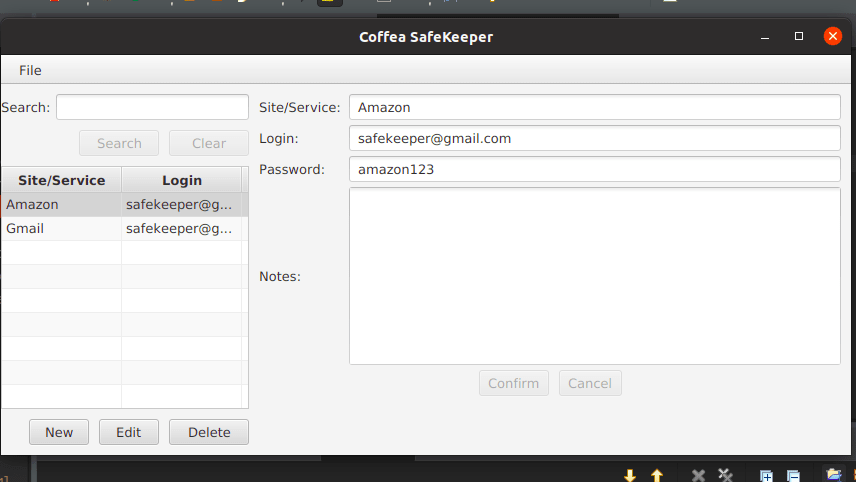 Coffea SafeKeeper
File
Search:
Search Clear
Site/Service Login
Amazon safekeeper@g...
Gmail safekeeper@g...
New Edit Delete
Site/Service: Amazon
Login: safekeeper@gmail.com
Password: amazon123
Notes:
Confirm Cancel